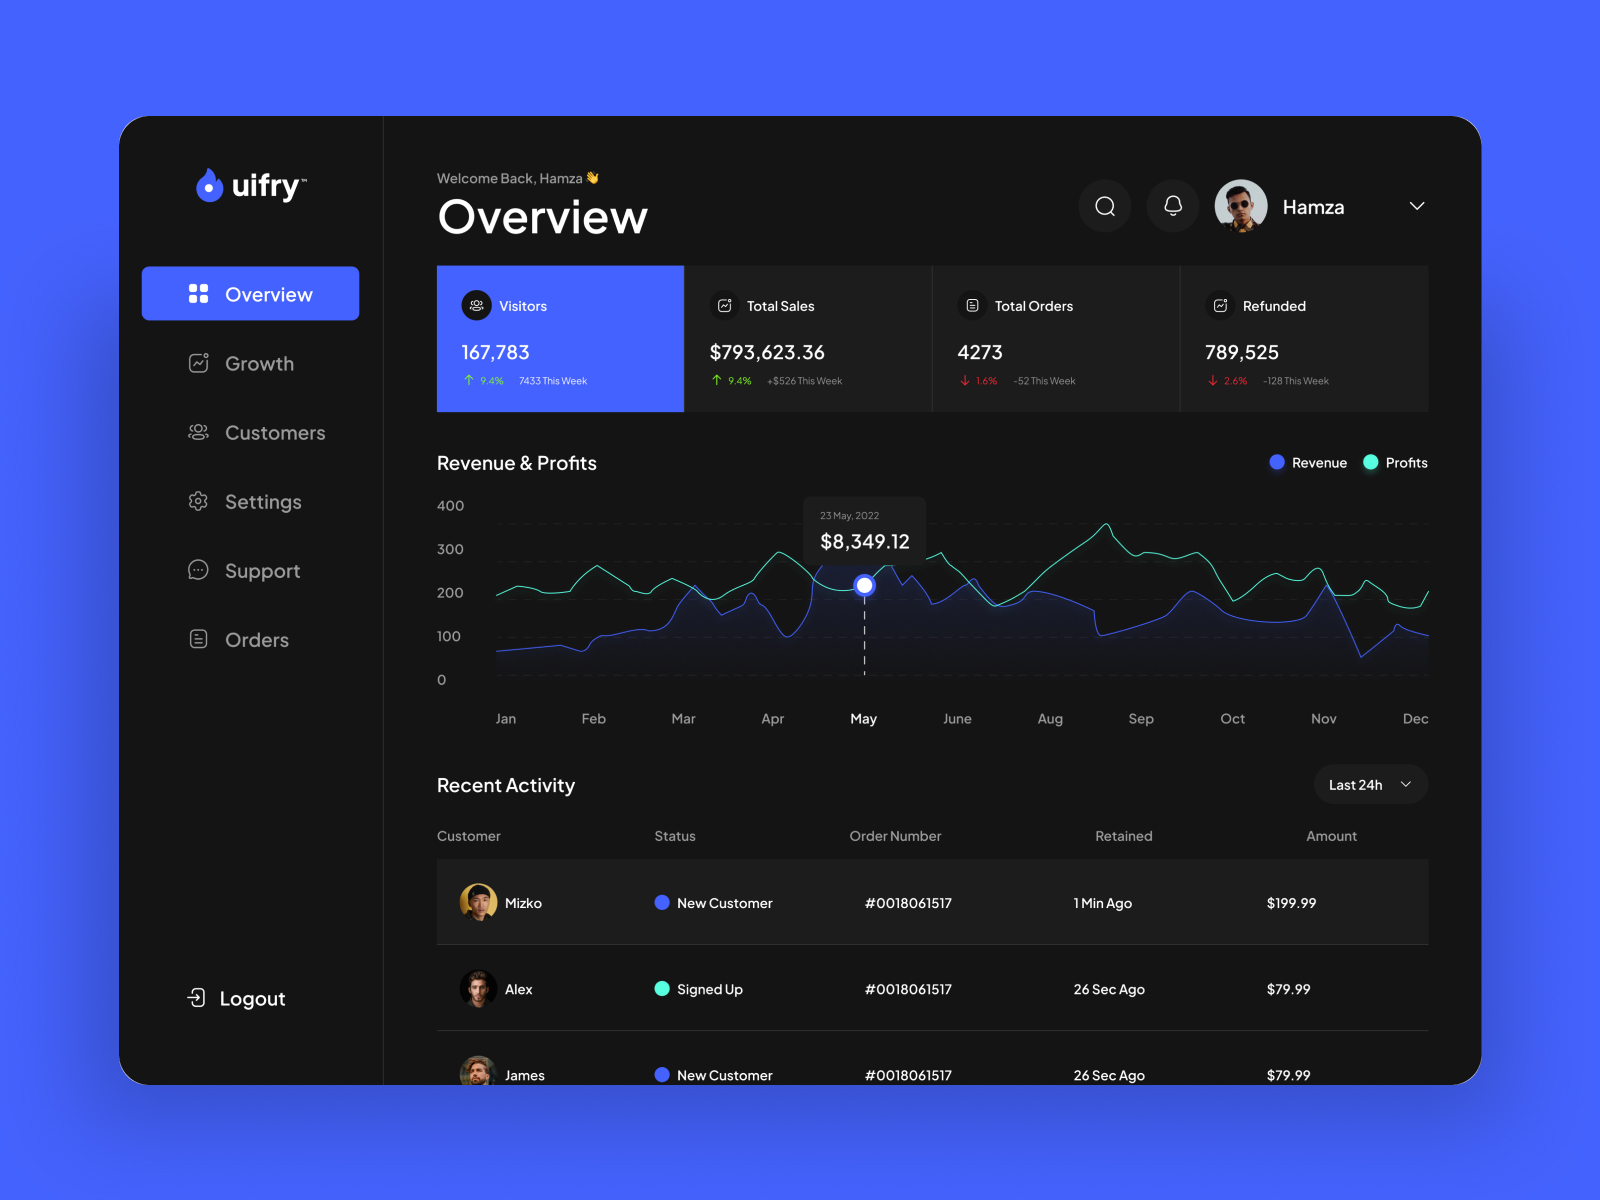 uifry™
Overview
Growth
Customers
Settings
Support
Orders
Logout
Welcome Back, Hamza 👋
Overview
Hamza
Visitors
167,783
9.4% 7433 This Week
Total Sales
$793,623.36
9.4% +$526 This Week
Total Orders
4273
1.6% -52 This Week
Refunded
789,525
2.6% -128 This Week
Revenue & Profits
Revenue Profits
400
300
200
100
0
23 May, 2022
$8,349.12
Jan Feb Mar Apr May June Aug Sep Oct Nov Dec
Recent Activity
Last 24h
Customer Status Order Number Retained Amount
Mizko New Customer #0018061517 1 Min Ago $199.99
Alex Signed Up #0018061517 26 Sec Ago $79.99
James New Customer #0018061517 26 Sec Ago $79.99